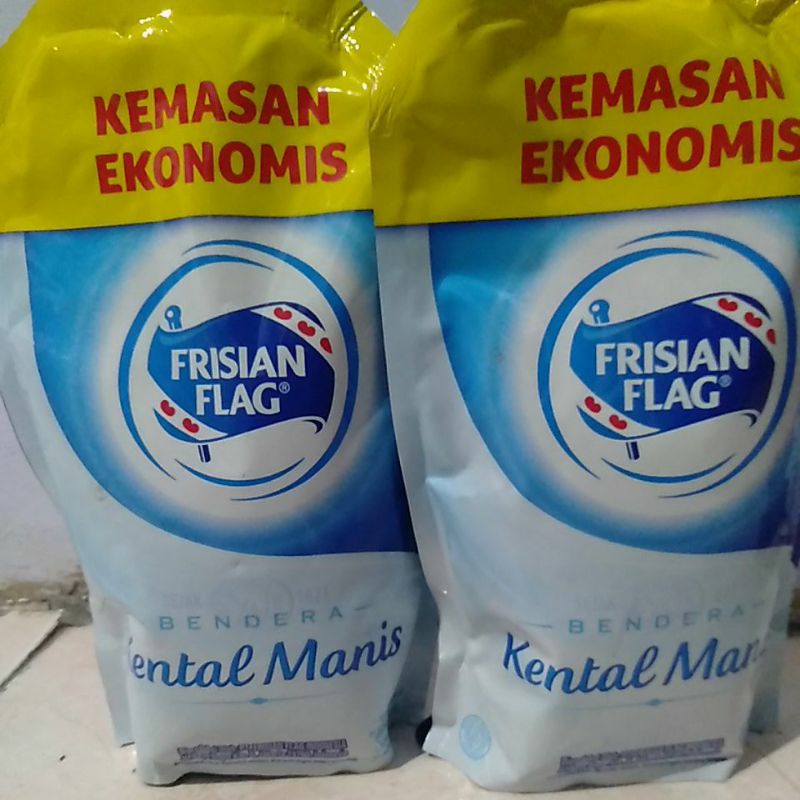 KEMASAN
EKONOMIS
FRISIAN
FLAG®
BENDERA
Kental Manis
KEMASAN
EKONOMIS
FRISIAN
FLAG®
BENDERA
Kental Man